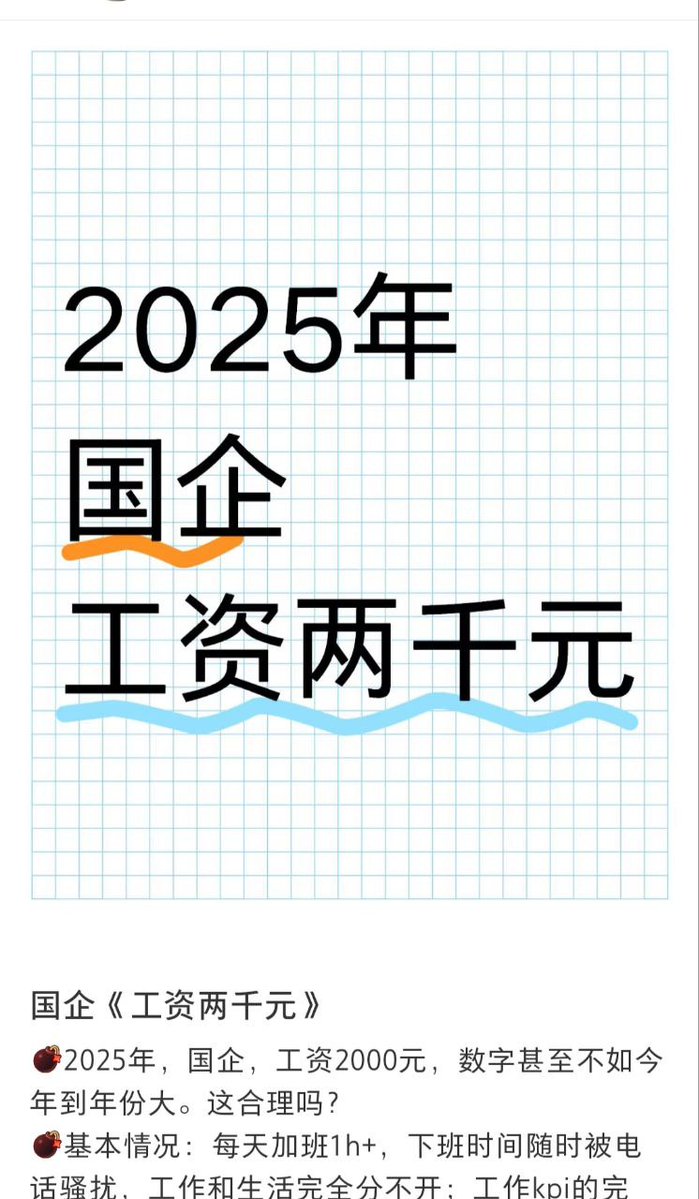 2025年
国企
工资两千元
国企《工资两千元》
💣2025年，国企，工资2000元，数字甚至不如今
年到年份大。这合理吗？
💣基本情况：每天加班1h+，下班时间随时被电
话骚扰，工作和生活完全分不开；工作kpi的完